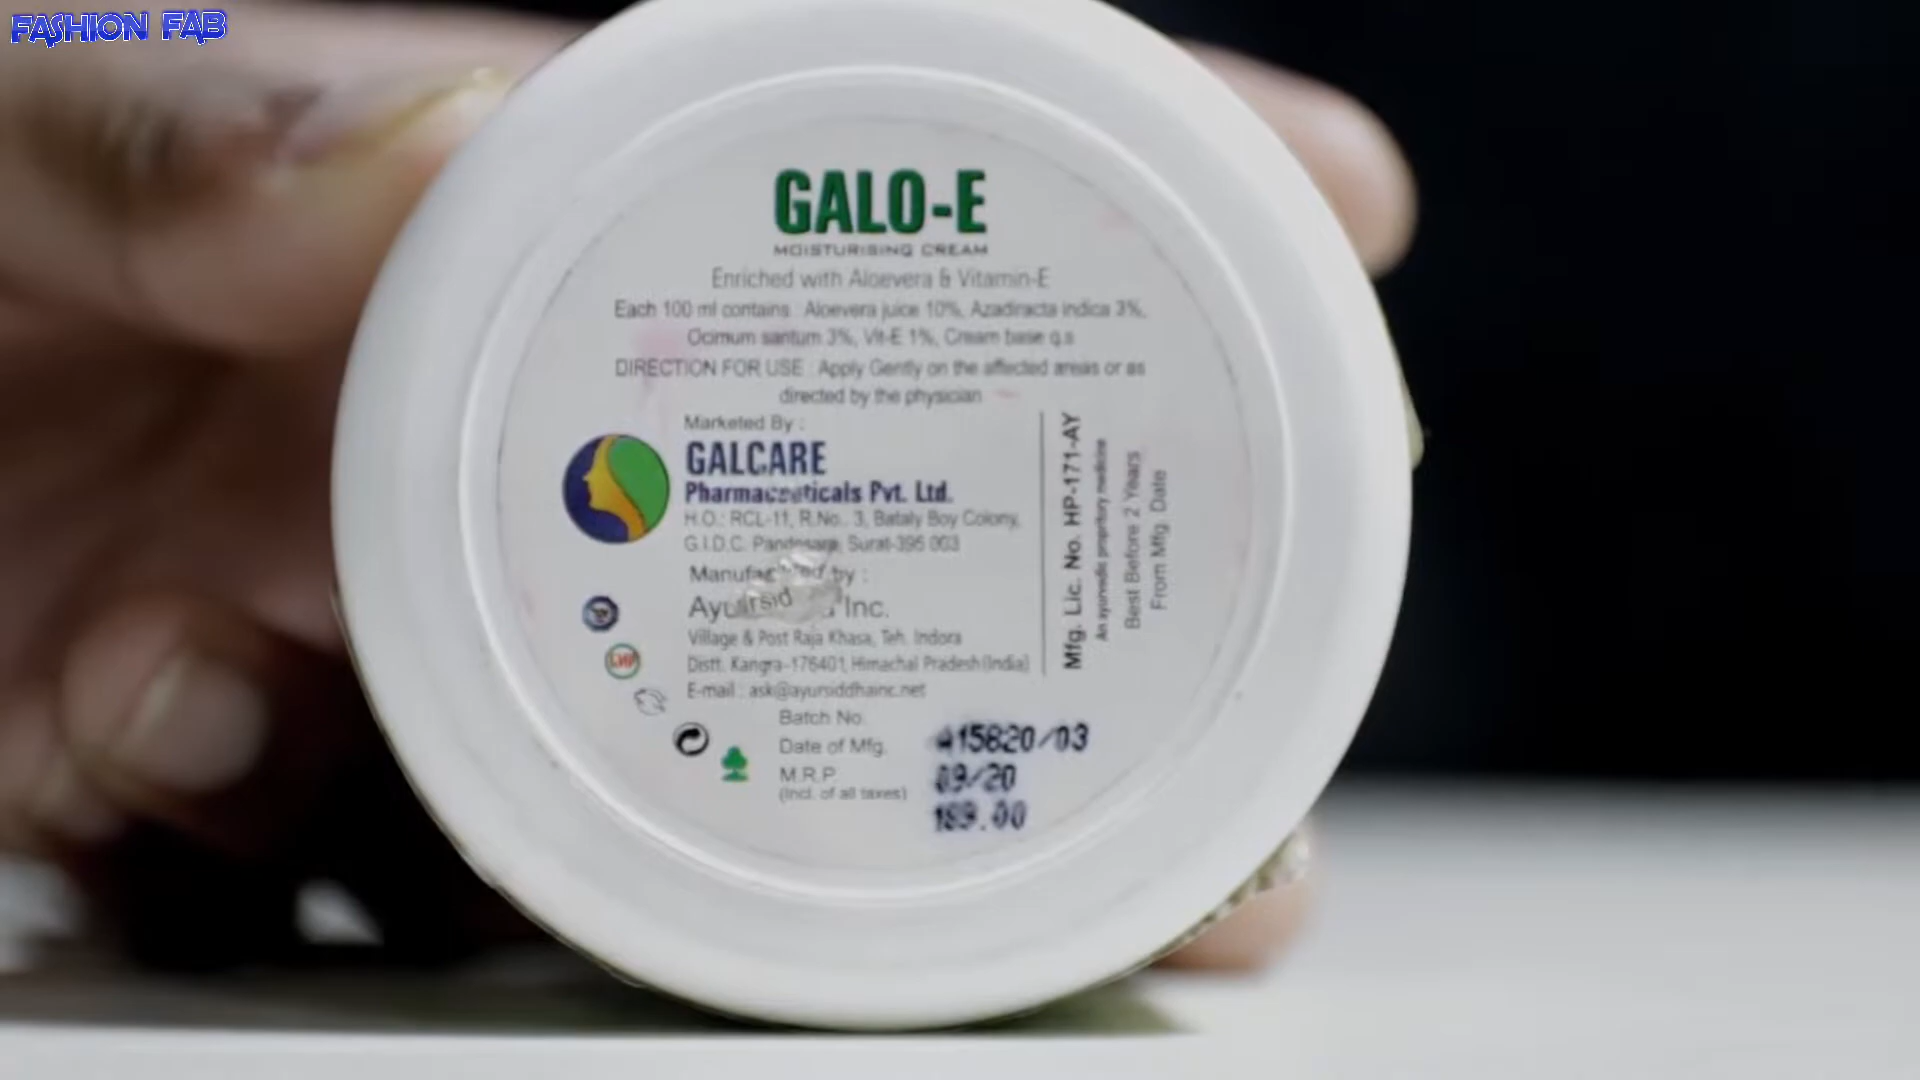 FASHION FAB
GALO-E
MOISTURISING CREAM
Enriched with Aloevera & Vitamin-E
Each 100 ml contains : Aloevera juice 10%, Azadiracta indica 3%,
Ocimum santum 3%, Vit-E 1%, Cream base q.s
DIRECTION FOR USE : Apply Gently on the affected areas or as
directed by the physician
Marketed By :
GALCARE
Pharmaceuticals Pvt. Ltd.
H.O.: RCL-11, R.No. 3, Bataly Boy Colony,
G.I.D.C. Pandesara, Surat-395 003
Manufactured by :
Inc.
Village & Post Raja Khasa, Teh. Indora
Distt. Kangra-176401, Himachal Pradesh (India)
E-mail : ask@ayursiddhainc.net
Mfg. Lic. No. HP-171-AY
An ayurvedic propritory medicine
Best Before 2 Years
From Mfg. Date
GMP
Batch No.
Date of Mfg.
M.R.P
(Incl. of all taxes)
15820/03
09/20
189.00